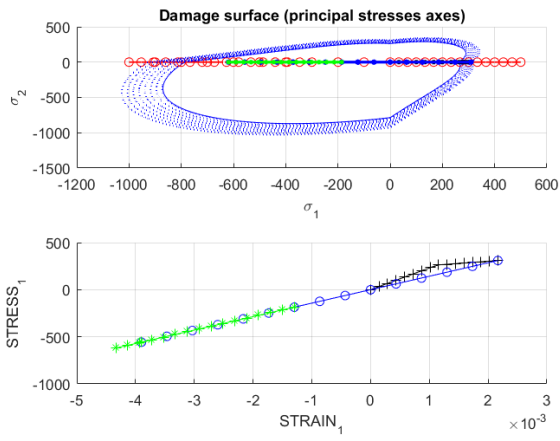 Damage surface (principal stresses axes)
500
0
-500
-1000
-1500
σ2
-1200 -1000 -800 -600 -400 -200 0 200 400 600
σ1
500
0
-500
-1000
STRESS1
-5 -4 -3 -2 -1 0 1 2 3
STRAIN1
×10-3